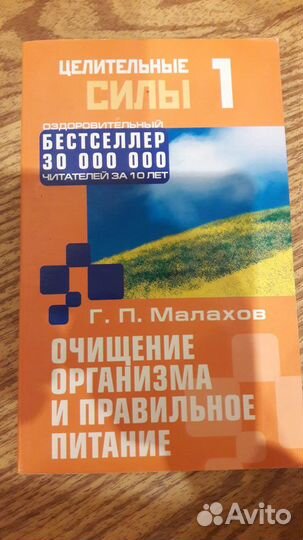 ЦЕЛИТЕЛЬНЫЕ
СИЛЫ 1
ОЗДОРОВИТЕЛЬНЫЙ
БЕСТСЕЛЛЕР
30 000 000
ЧИТАТЕЛЕЙ ЗА 10 ЛЕТ
Г. П. Малахов
ОЧИЩЕНИЕ
ОРГАНИЗМА
И ПРАВИЛЬНОЕ
ПИТАНИЕ
Avito